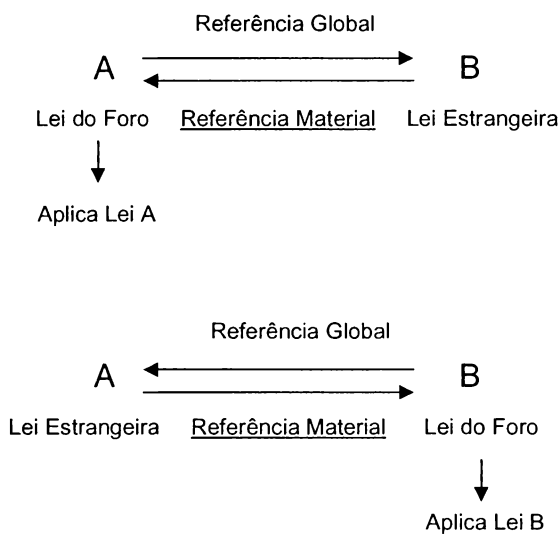 Referência Global
A B
Lei do Foro Referência Material Lei Estrangeira
Aplica Lei A
Referência Global
A B
Lei Estrangeira Referência Material Lei do Foro
Aplica Lei B